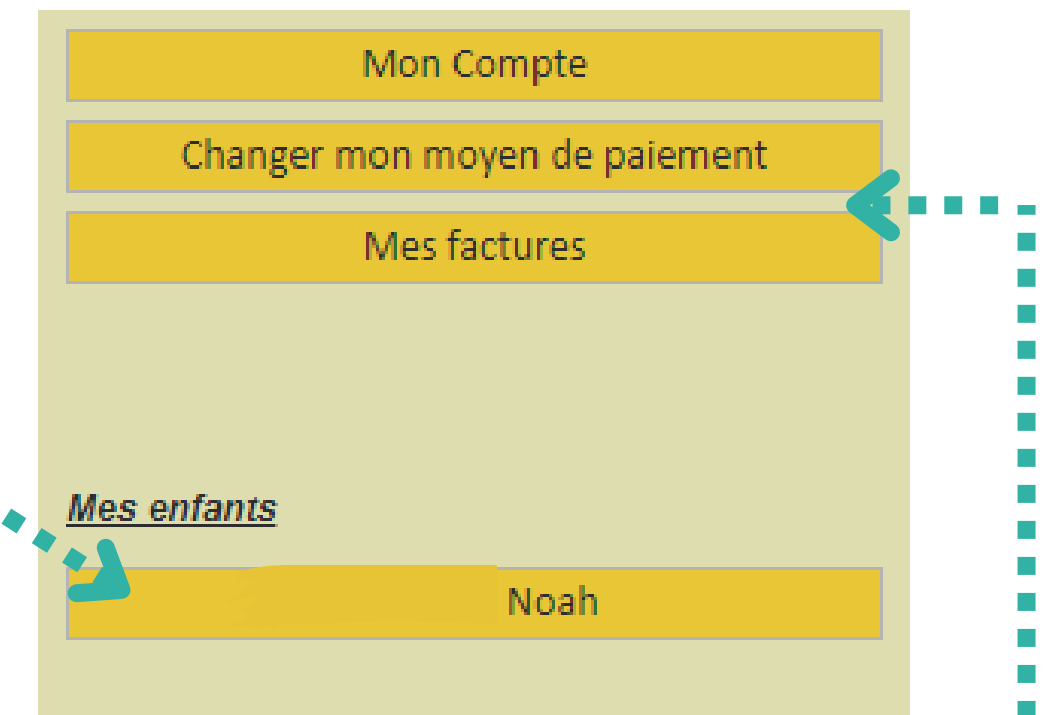 Mon Compte
Changer mon moyen de paiement
Mes factures
Mes enfants
Noah